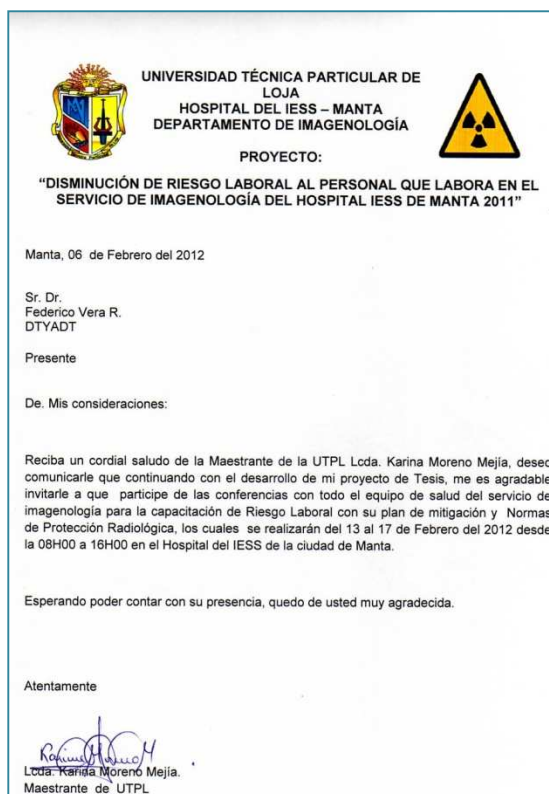 UNIVERSIDAD TÉCNICA PARTICULAR DE
LOJA
HOSPITAL DEL IESS – MANTA
DEPARTAMENTO DE IMAGENOLOGÍA
PROYECTO:
“DISMINUCIÓN DE RIESGO LABORAL AL PERSONAL QUE LABORA EN EL
SERVICIO DE IMAGENOLOGÍA DEL HOSPITAL IESS DE MANTA 2011”
Manta, 06 de Febrero del 2012
Sr. Dr.
Federico Vera R.
DTYADT
Presente
De. Mis consideraciones:
Reciba un cordial saludo de la Maestrante de la UTPL Lcda. Karina Moreno Mejía, deseo
comunicarle que continuando con el desarrollo de mi proyecto de Tesis, me es agradable
invitarle a que participe de las conferencias con todo el equipo de salud del servicio de
imagenología para la capacitación de Riesgo Laboral con su plan de mitigación y Normas
de Protección Radiológica, los cuales se realizarán del 13 al 17 de Febrero del 2012 desde
la 08H00 a 16H00 en el Hospital del IESS de la ciudad de Manta.
Esperando poder contar con su presencia, quedo de usted muy agradecida.
Atentamente
Karina Moreno M
Lcda. Karina Moreno Mejía.
Maestrante de UTPL